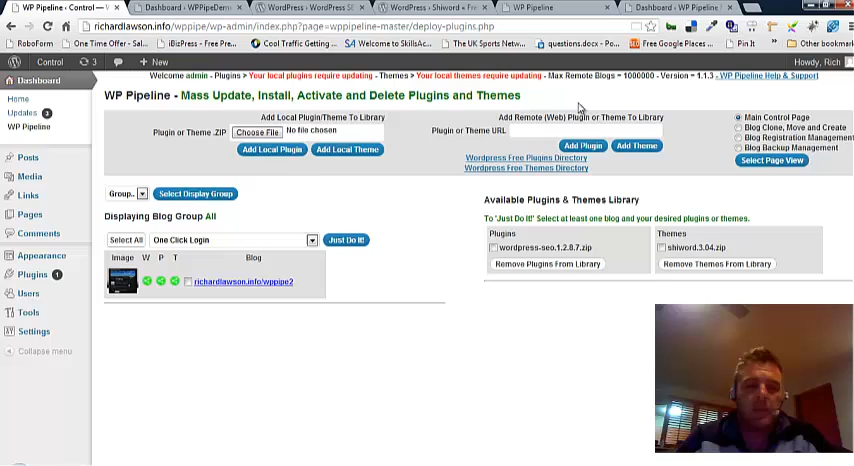 WP Pipeline ‹ Control —
Dashboard ‹ WPPipeDemo
WordPress › WordPress SE
WordPress › Shiword « Fre
WP Pipeline
Dashboard ‹ WP Pipeline
richardlawson.info/wppipe/wp-admin/index.php?page=wppipeline-master/deploy-plugins.php
RoboForm
One Time Offer - Sal
iBizPress - Free High
Cool Traffic Getting
Welcome to SkillsAc
The UK Sports Netw
questions.docx - Po
Free Google Places
Pin It
Other bookmark
Control
3
+ New
Howdy, Rich
Dashboard
Home
Updates 3
WP Pipeline
Posts
Media
Links
Pages
Comments
Appearance
Plugins 1
Users
Tools
Settings
Collapse menu
Welcome admin - Plugins > Your local plugins require updating - Themes > Your local themes require updating - Max Remote Blogs = 1000000 - Version = 1.1.3 - WP Pipeline Help & Support
WP Pipeline - Mass Update, Install, Activate and Delete Plugins and Themes
Add Local Plugin/Theme To Library
Plugin or Theme .ZIP Choose File No file chosen
Add Local Plugin Add Local Theme
Add Remote (Web) Plugin or Theme To Library
Plugin or Theme URL
Add Plugin Add Theme
Wordpress Free Plugins Directory
Wordpress Free Themes Directory
Main Control Page
Blog Clone, Move and Create
Blog Registration Management
Blog Backup Management
Select Page View
Group.. Select Display Group
Displaying Blog Group All
Select All One Click Login Just Do It!
Image W P T Blog
richardlawson.info/wppipe2
Available Plugins & Themes Library
To 'Just Do It!' Select at least one blog and your desired plugins or themes.
Plugins
wordpress-seo.1.2.8.7.zip
Remove Plugins From Library
Themes
shiword.3.04.zip
Remove Themes From Library